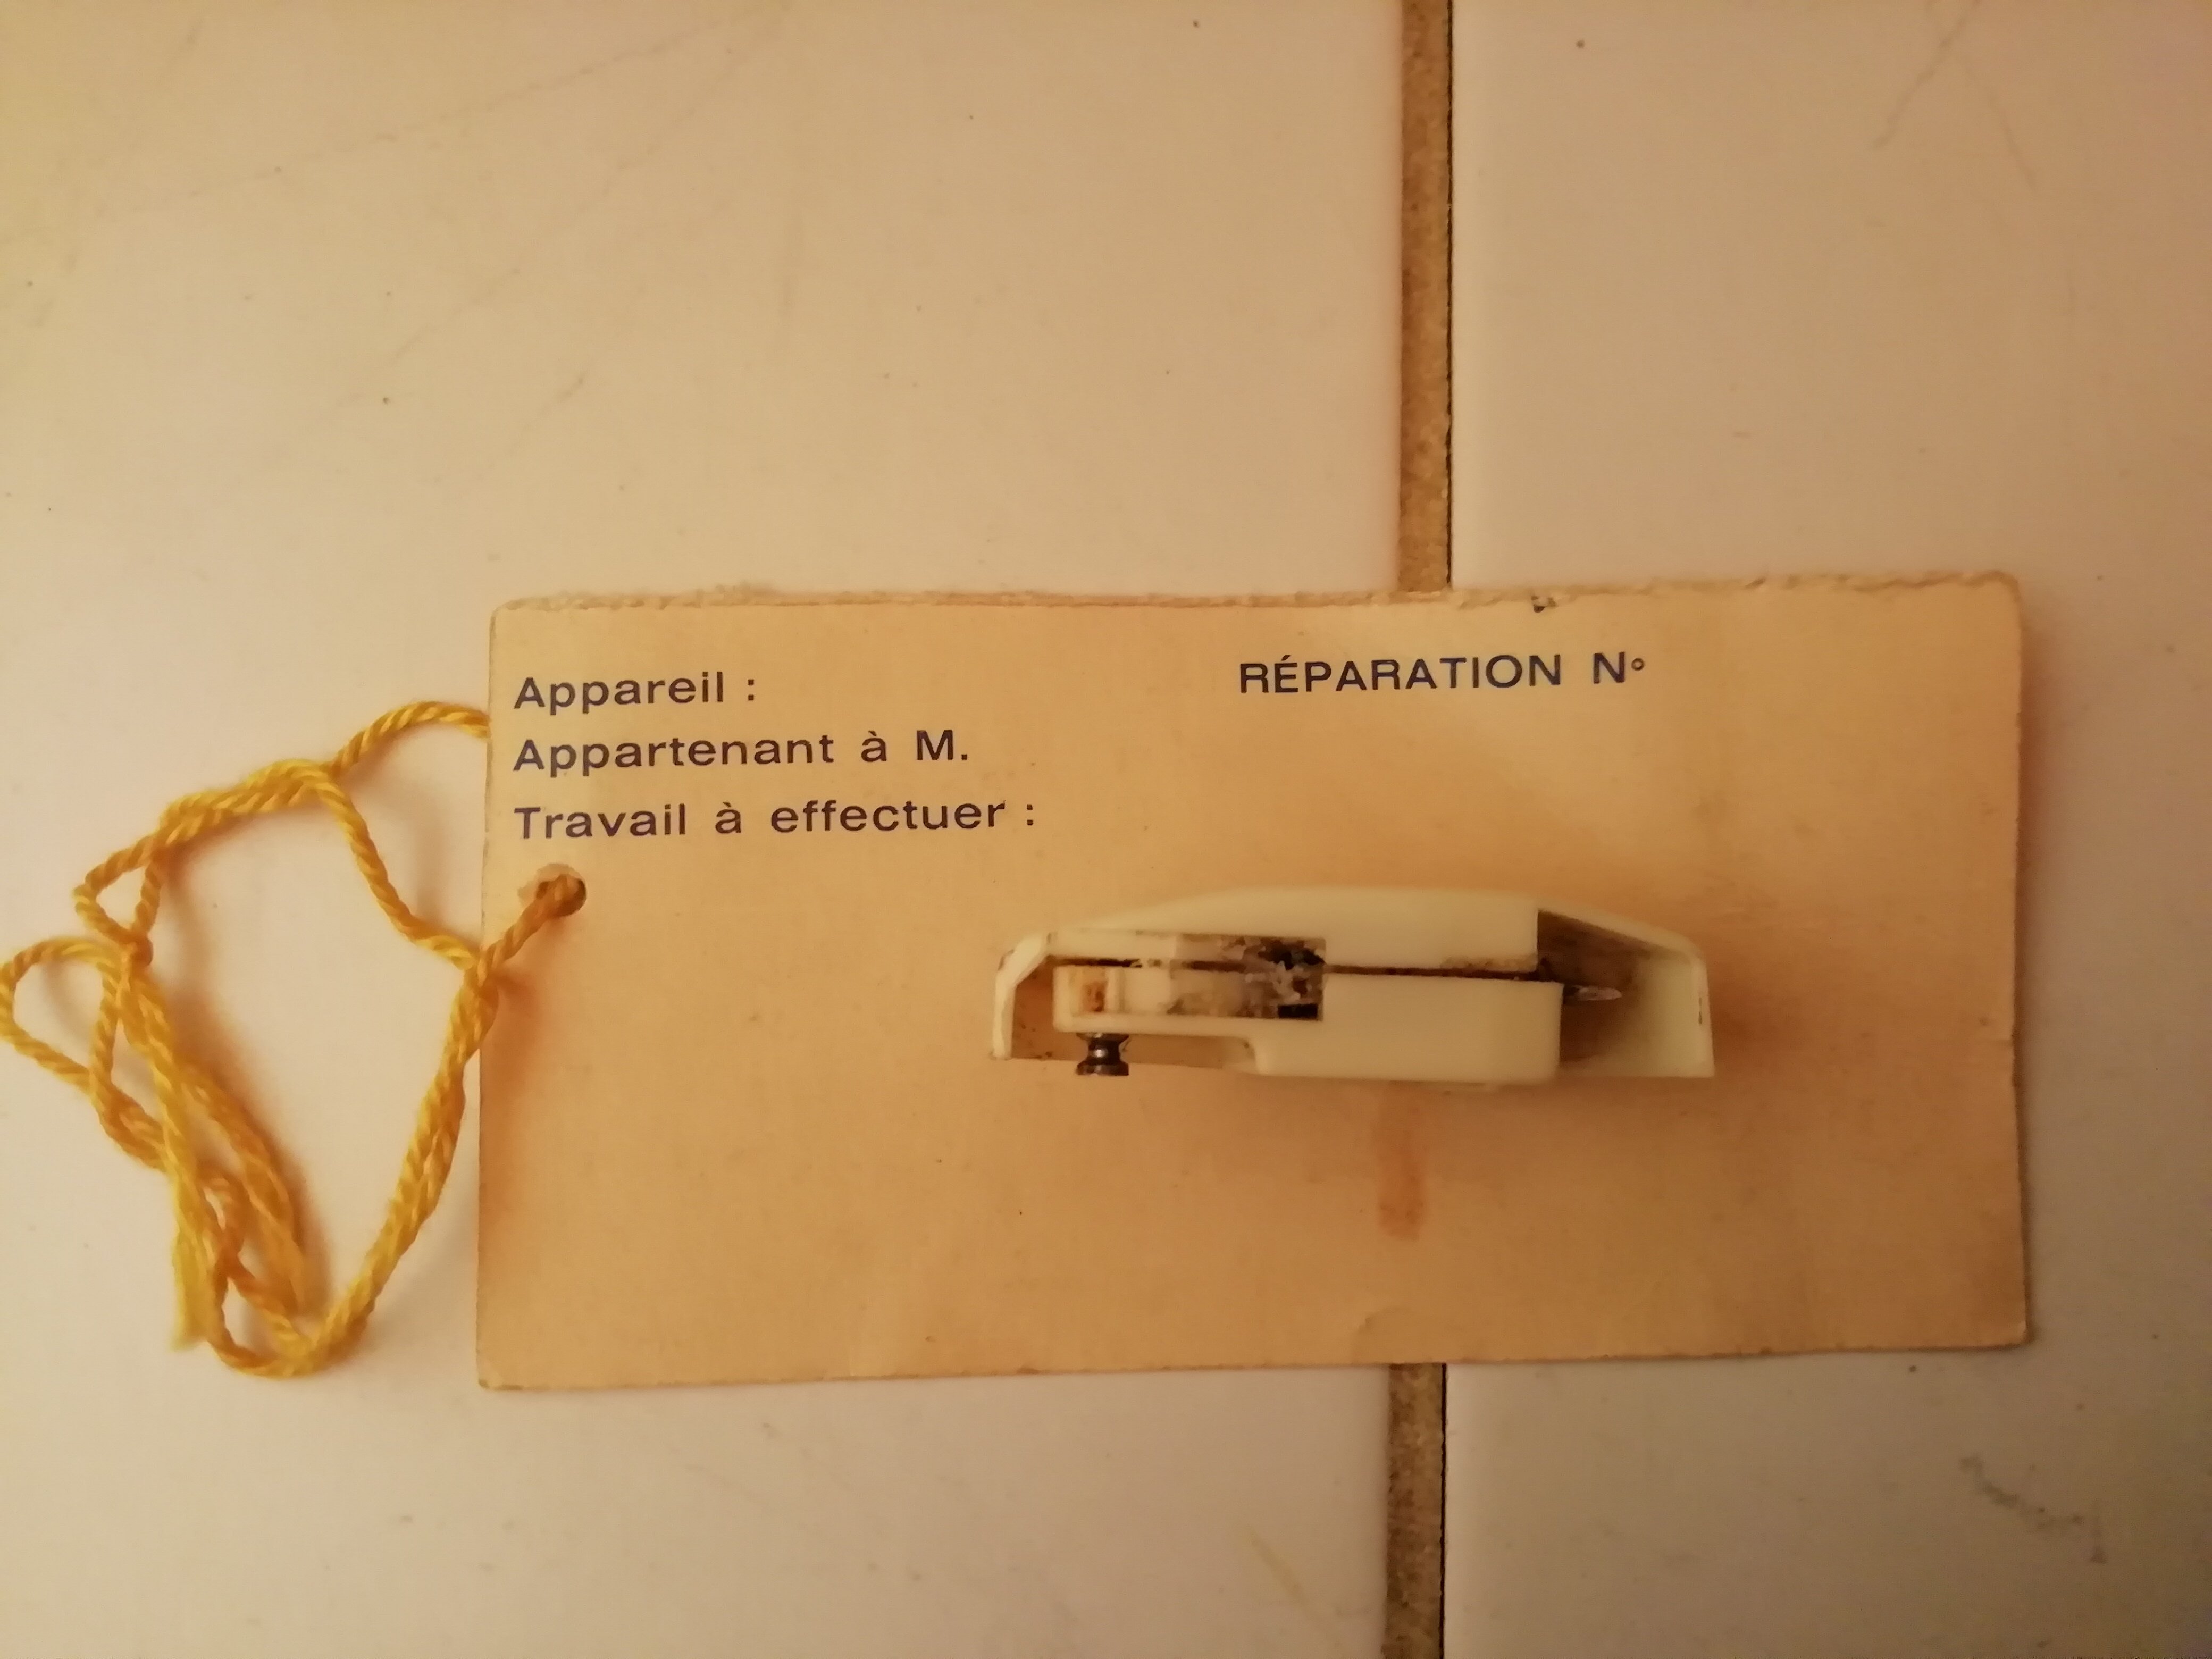 Appareil :
RÉPARATION N°
Appartenant à M.
Travail à effectuer :